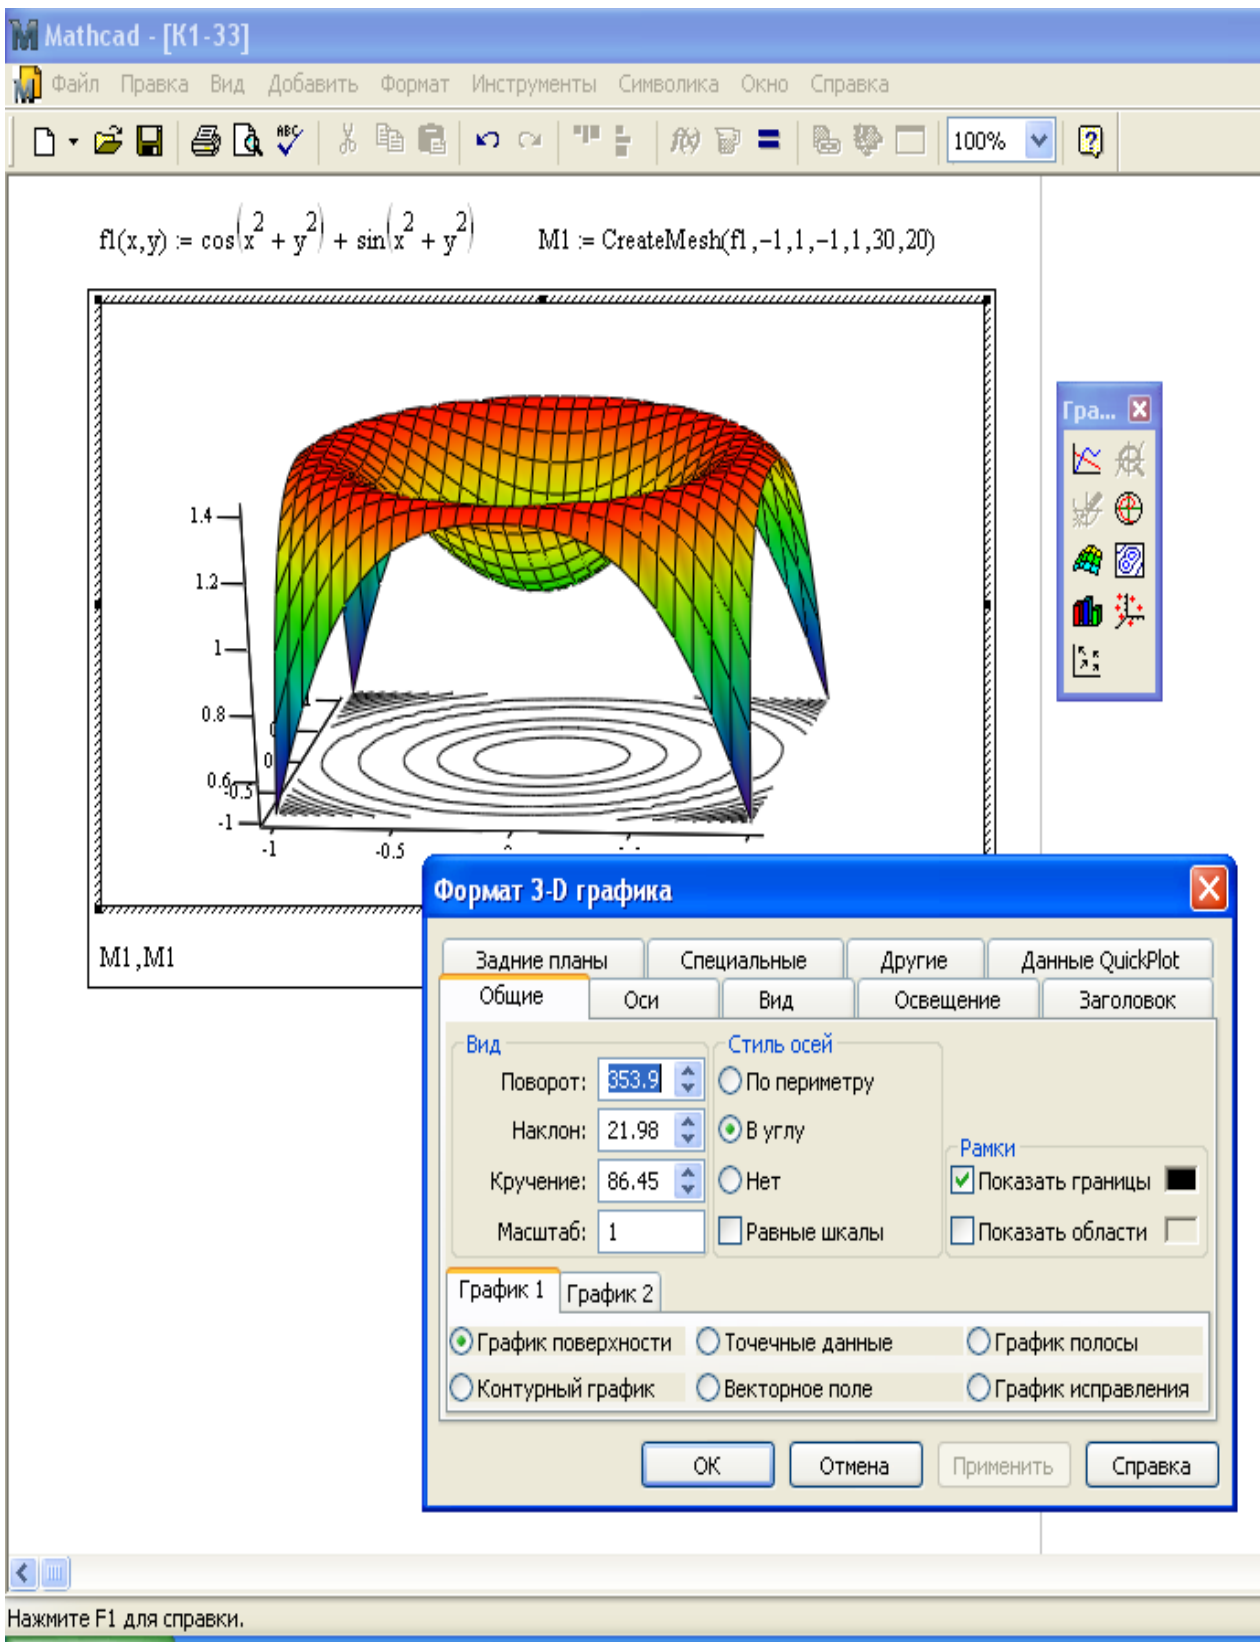 Mathcad - [K1-33]
Файл Правка Вид Добавить Формат Инструменты Символика Окно Справка
ABC f(x) 100% ?
f1(x,y) := cos(x² + y²) + sin(x² + y²) M1 := CreateMesh(f1,-1,1,-1,1,30,20)
Гра...
1.4
1.2
1
0.8
0.6
0.5
-1
-1 -0.5
M1,M1
Формат 3-D графика
Задние планы Специальные Другие Данные QuickPlot
Общие Оси Вид Освещение Заголовок
Вид Стиль осей
Поворот: 353.9 По периметру
Наклон: 21.98 В углу
Рамки
Кручение: 86.45 Нет Показать границы
Масштаб: 1 Равные шкалы Показать области
График 1 График 2
График поверхности Точечные данные График полосы
Контурный график Векторное поле График исправления
OK Отмена Применить Справка
Нажмите F1 для справки.